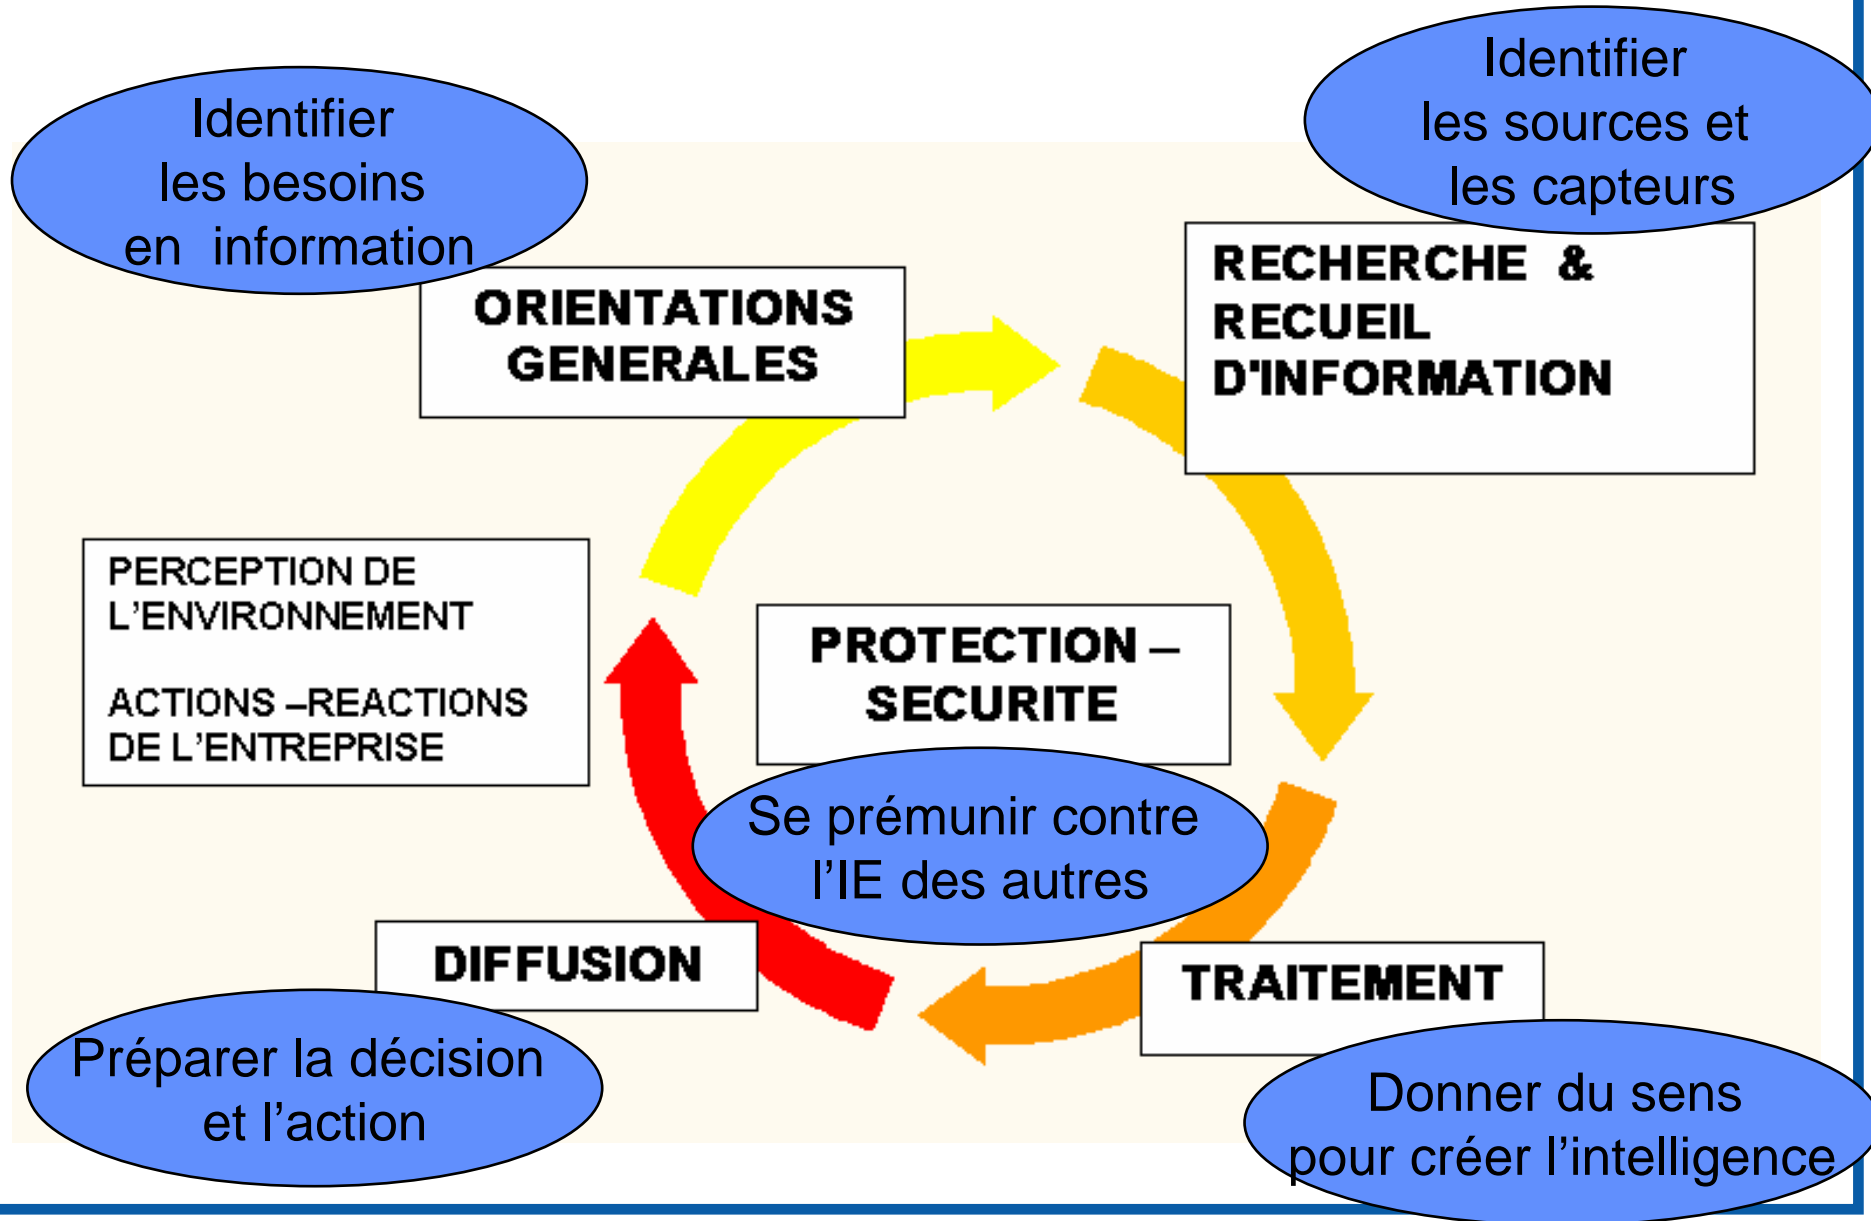 Identifier
les besoins
en  information
Identifier
les sources et
les capteurs
ORIENTATIONS
GENERALES
RECHERCHE  &
RECUEIL
D'INFORMATION
PERCEPTION DE
L’ENVIRONNEMENT
ACTIONS –REACTIONS
DE L’ENTREPRISE
PROTECTION –
SECURITE
Se prémunir contre
l’IE des autres
DIFFUSION
Préparer la décision
et l’action
TRAITEMENT
Donner du sens
pour créer l’intelligence